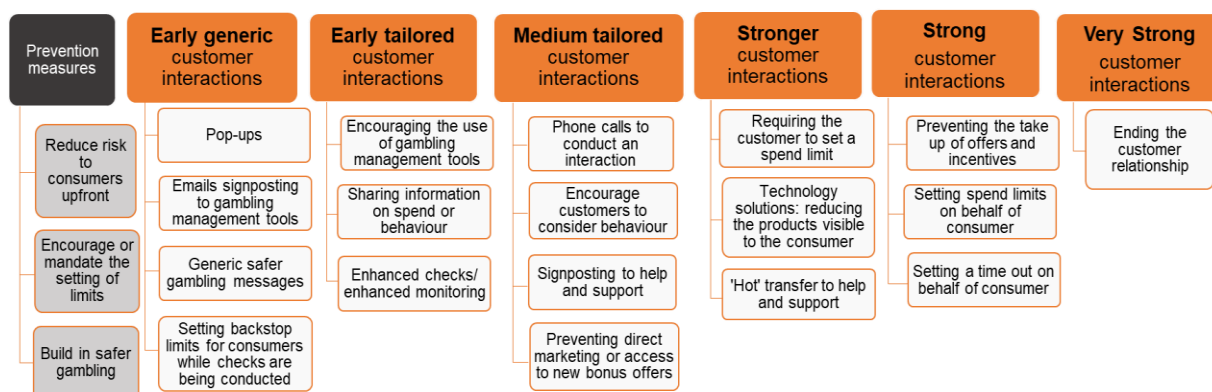 Prevention
measures
Reduce risk
to
consumers
upfront
Encourage or
mandate the
setting of
limits
Build in safer
gambling
Early generic
customer
interactions
Pop-ups
Emails signposting
to gambling
management tools
Generic safer
gambling messages
Setting backstop
limits for consumers
while checks are
being conducted
Early tailored
customer
interactions
Encouraging the use
of gambling
management tools
Sharing information
on spend or
behaviour
Enhanced checks/
enhanced monitoring
Medium tailored
customer
interactions
Phone calls to
conduct an
interaction
Encourage
customers to
consider behaviour
Signposting to help
and support
Preventing direct
marketing or access
to new bonus offers
Stronger
customer
interactions
Requiring the
customer to set a
spend limit
Technology
solutions: reducing
the products visible
to the consumer
'Hot' transfer to help
and support
Strong
customer
interactions
Preventing the take
up of offers and
incentives
Setting spend limits
on behalf of
consumer
Setting a time out on
behalf of consumer
Very Strong
customer
interactions
Ending the
customer
relationship